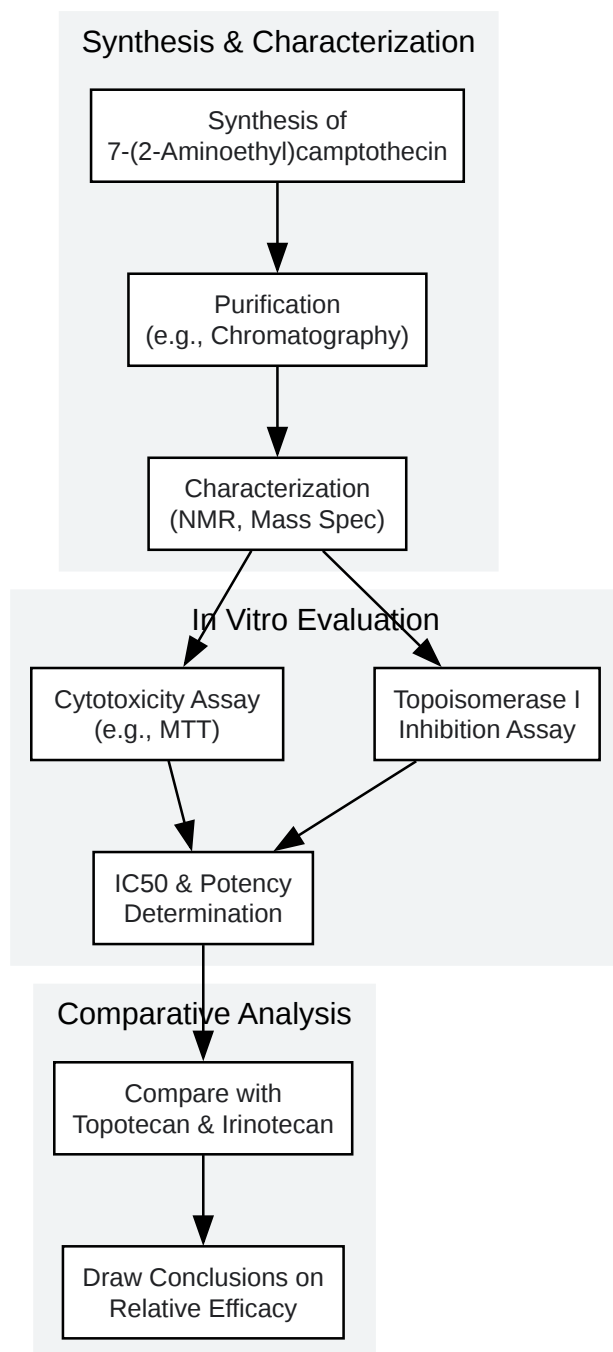 Synthesis & Characterization
Synthesis of
7-(2-Aminoethyl)camptothecin
Purification
(e.g., Chromatography)
Characterization
(NMR, Mass Spec)
In Vitro Evaluation
Cytotoxicity Assay
(e.g., MTT)
Topoisomerase I
Inhibition Assay
IC50 & Potency
Determination
Comparative Analysis
Compare with
Topotecan & Irinotecan
Draw Conclusions on
Relative Efficacy